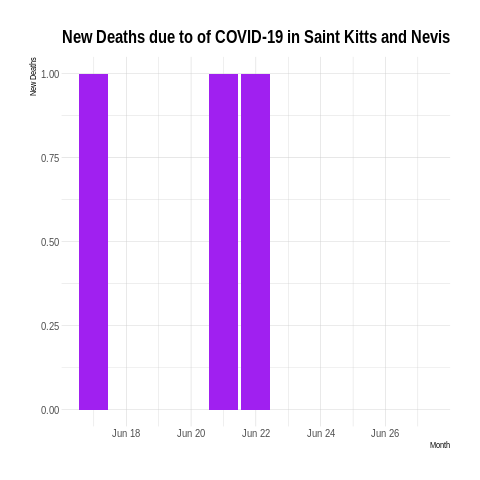 New Deaths due to of COVID-19 in Saint Kitts and Nevis
New Deaths
1.00
0.75
0.50
0.25
0.00
Jun 18 Jun 20 Jun 22 Jun 24 Jun 26
Month